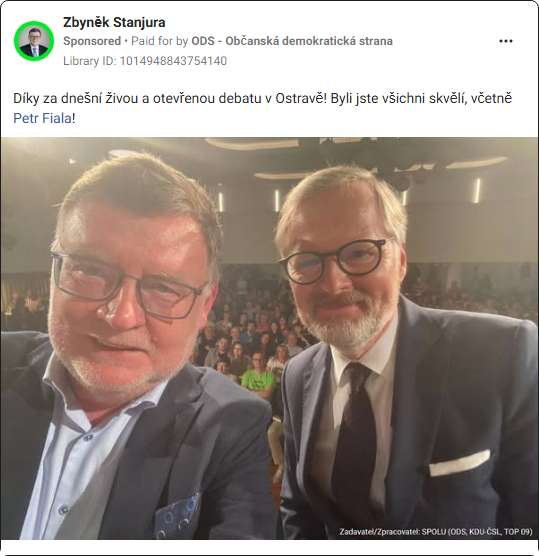 Zbyněk Stanjura
Sponsored • Paid for by ODS - Občanská demokratická strana
Library ID: 1014948843754140
Díky za dnešní živou a otevřenou debatu v Ostravě! Byli jste všichni skvělí, včetně
Petr Fiala!
Zadavatel/Zpracovatel: SPOLU (ODS, KDU-ČSL, TOP 09)